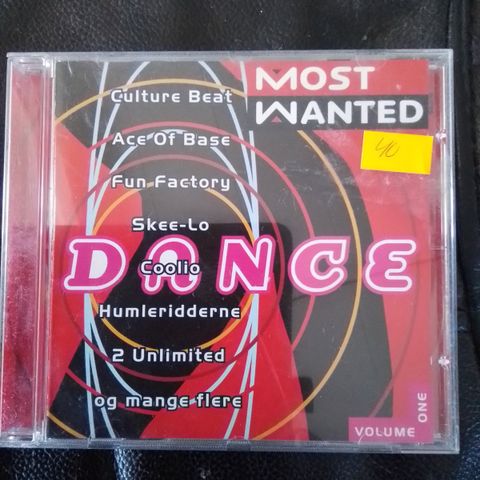 MOST
WANTED
40
Culture Beat
Ace Of Base
Fun Factory
Skee-Lo
DANCE
Coolio
Humleridderne
2 Unlimited
og mange flere
VOLUME ONE